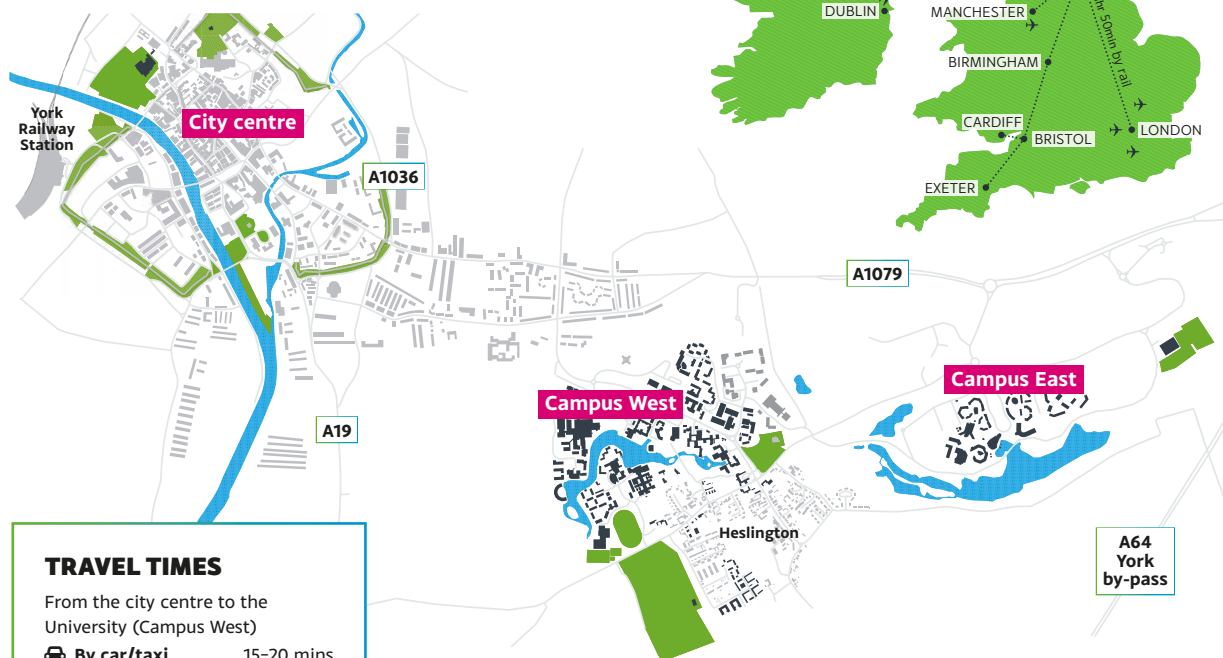 DUBLIN
MANCHESTER
hr 50min by rail
BIRMINGHAM
CARDIFF
BRISTOL
LONDON
EXETER
York
Railway
Station
City centre
A1036
A1079
Campus West
Campus East
A19
Heslington
A64
York
by-pass
TRAVEL TIMES
From the city centre to the
University (Campus West)
By car/taxi 15–20 mins